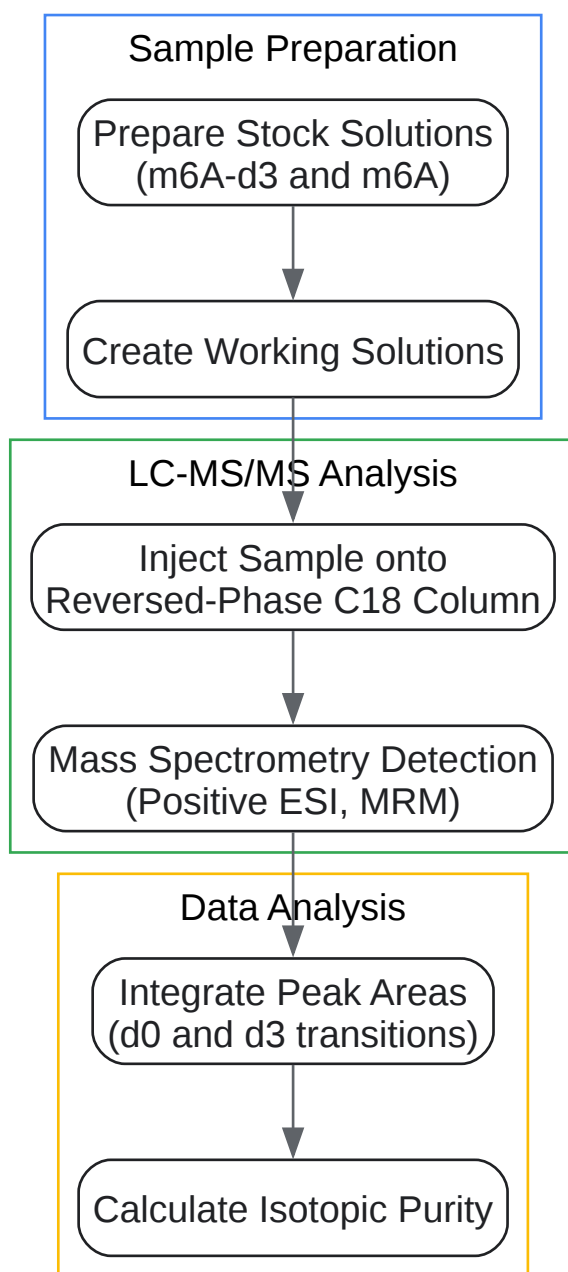 Sample Preparation
Prepare Stock Solutions
(m6A-d3 and m6A)
Create Working Solutions
LC-MS/MS Analysis
Inject Sample onto
Reversed-Phase C18 Column
Mass Spectrometry Detection
(Positive ESI, MRM)
Data Analysis
Integrate Peak Areas
(d0 and d3 transitions)
Calculate Isotopic Purity